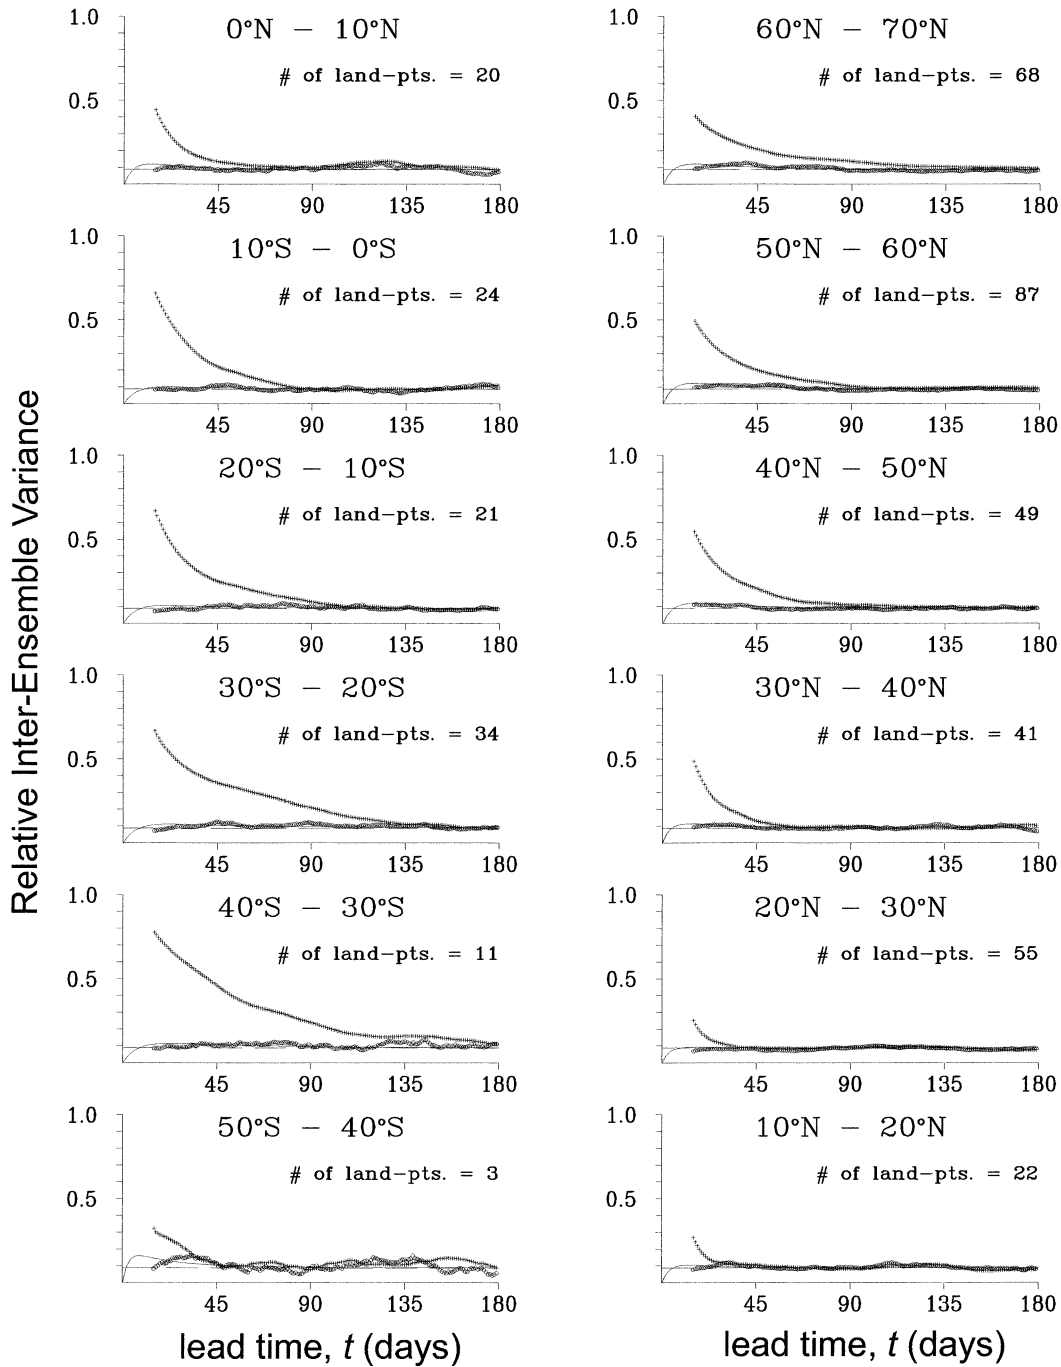 Relative Inter-Ensemble Variance
1.0
0.5
0°N – 10°N
# of land–pts. = 20
45 90 135 180
1.0
0.5
10°S – 0°S
# of land–pts. = 24
45 90 135 180
1.0
0.5
20°S – 10°S
# of land–pts. = 21
45 90 135 180
1.0
0.5
30°S – 20°S
# of land–pts. = 34
45 90 135 180
1.0
0.5
40°S – 30°S
# of land–pts. = 11
45 90 135 180
1.0
0.5
50°S – 40°S
# of land–pts. = 3
45 90 135 180
lead time, t (days)
1.0
0.5
60°N – 70°N
# of land–pts. = 68
45 90 135 180
1.0
0.5
50°N – 60°N
# of land–pts. = 87
45 90 135 180
1.0
0.5
40°N – 50°N
# of land–pts. = 49
45 90 135 180
1.0
0.5
30°N – 40°N
# of land–pts. = 41
45 90 135 180
1.0
0.5
20°N – 30°N
# of land–pts. = 55
45 90 135 180
1.0
0.5
10°N – 20°N
# of land–pts. = 22
45 90 135 180
lead time, t (days)